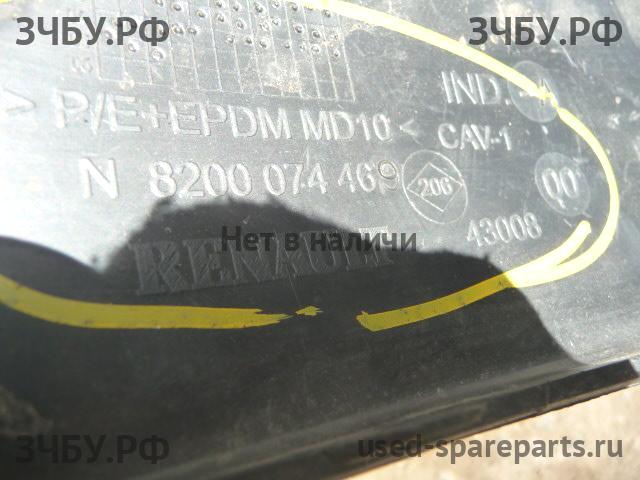 ЗЧБУ.РФ
ЗЧБУ.РФ
IND. A
> P/E+EPDM MD10 <
CAV-1
N 8200 074 469
206
00
43008
Нет в наличи
RENAULT
ЗЧБУ.РФ
used-spareparts.ru